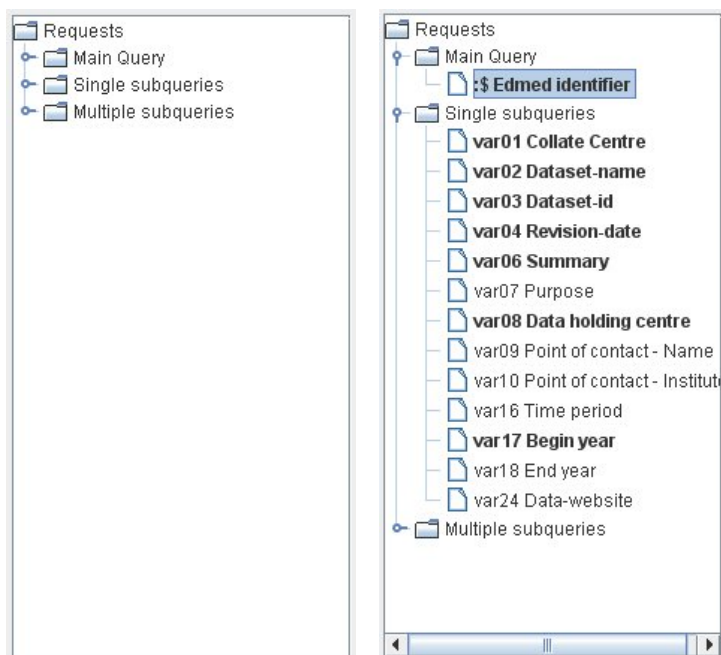 Requests
Main Query
Single subqueries
Multiple subqueries
Requests
Main Query
:$ Edmed identifier
Single subqueries
var01 Collate Centre
var02 Dataset-name
var03 Dataset-id
var04 Revision-date
var06 Summary
var07 Purpose
var08 Data holding centre
var09 Point of contact - Name
var10 Point of contact - Institut
var16 Time period
var17 Begin year
var18 End year
var24 Data-website
Multiple subqueries